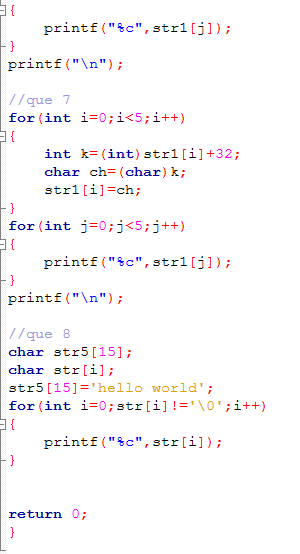 {
printf("%c",str1[j]);
}
printf("\n");
//que 7
for(int i=0;i<5;i++)
{
int k=(int)str1[i]+32;
char ch=(char)k;
str1[i]=ch;
}
for(int j=0;j<5;j++)
{
printf("%c",str1[j]);
}
printf("\n");
//que 8
char str5[15];
char str[i];
str5[15]='hello world';
for(int i=0;str[i]!='\0';i++)
{
printf("%c",str[i]);
}
return 0;
}